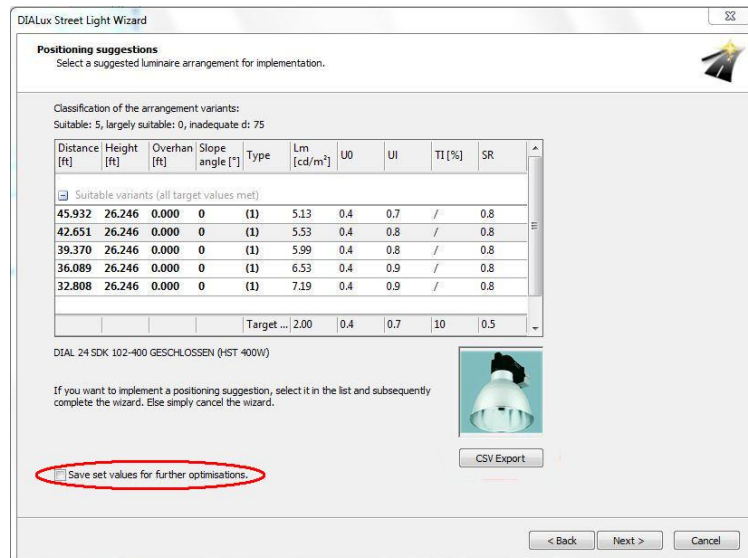 DIALux Street Light Wizard
Positioning suggestions
Select a suggested luminaire arrangement for implementation.
Classification of the arrangement variants:
Suitable: 5, largely suitable: 0, inadequate d: 75
Distance [ft] Height [ft] Overhan [ft] Slope angle [°] Type Lm [cd/m²] U0 UI TI [%] SR
Suitable variants (all target values met)
45.932 26.246 0.000 0 (1) 5.13 0.4 0.7 / 0.8
42.651 26.246 0.000 0 (1) 5.53 0.4 0.8 / 0.8
39.370 26.246 0.000 0 (1) 5.99 0.4 0.8 / 0.8
36.089 26.246 0.000 0 (1) 6.53 0.4 0.9 / 0.8
32.808 26.246 0.000 0 (1) 7.19 0.4 0.9 / 0.8
Target ... 2.00 0.4 0.7 10 0.5
DIAL 24 SDK 102-400 GESCHLOSSEN (HST 400W)
If you want to implement a positioning suggestion, select it in the list and subsequently
complete the wizard. Else simply cancel the wizard.
CSV Export
Save set values for further optimisations.
< Back Next > Cancel